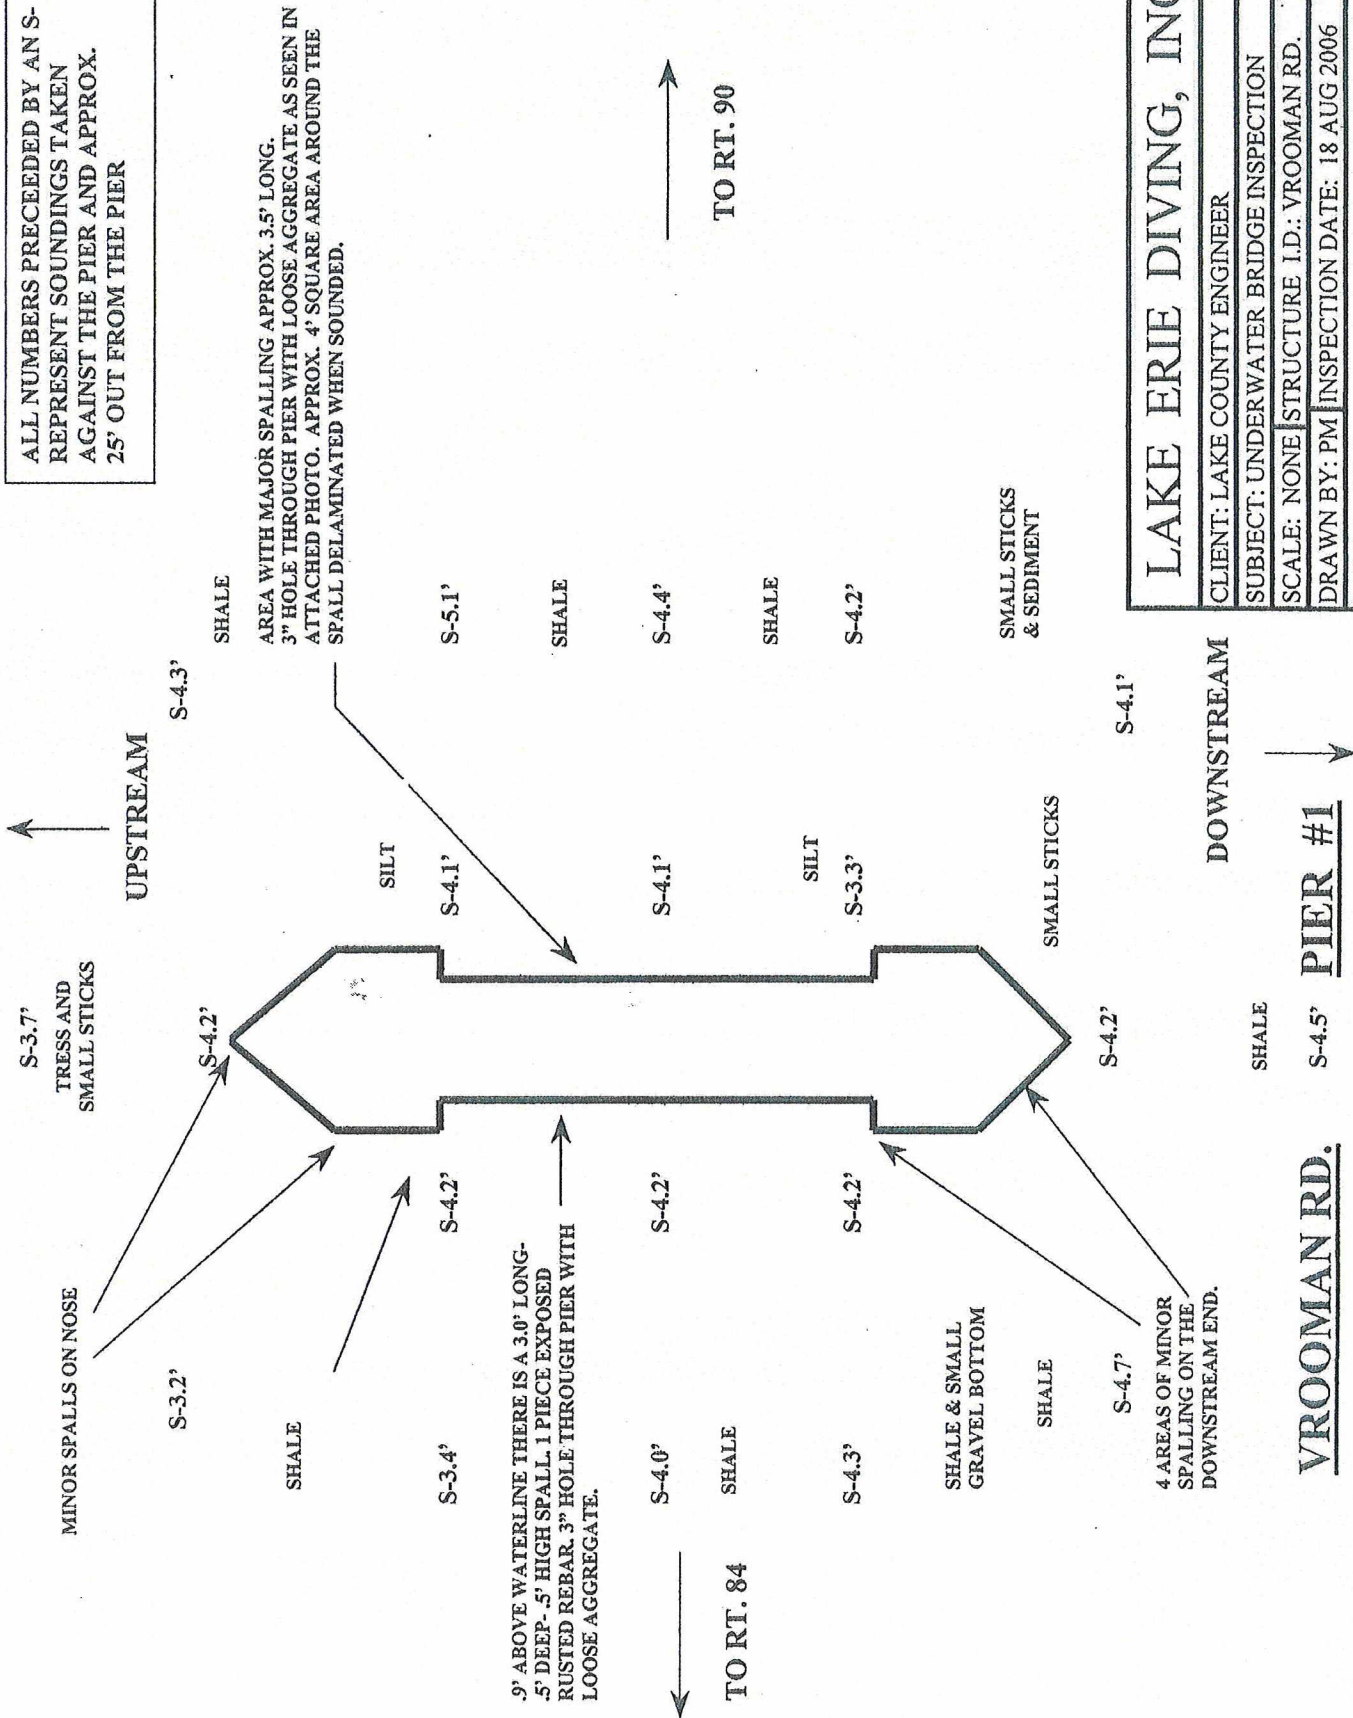 ALL NUMBERS PRECEEDED BY AN S-
REPRESENT SOUNDINGS TAKEN
AGAINST THE PIER AND APPROX.
25' OUT FROM THE PIER
UPSTREAM
S-3.7'
TRESS AND
SMALL STICKS
MINOR SPALLS ON NOSE
S-3.2'
S-4.2'
S-4.3'
SHALE
SHALE
AREA WITH MAJOR SPALLING APPROX. 3.5' LONG.
3" HOLE THROUGH PIER WITH LOOSE AGGREGATE AS SEEN IN
ATTACHED PHOTO. APPROX. 4' SQUARE AREA AROUND THE
SPALL DELAMINATED WHEN SOUNDED.
SILT
S-3.4'
S-4.2'
S-4.1'
S-5.1'
.9' ABOVE WATERLINE THERE IS A 3.0' LONG-
.5' DEEP- .5' HIGH SPALL. 1 PIECE EXPOSED
RUSTED REBAR. 3" HOLE THROUGH PIER WITH
LOOSE AGGREGATE.
SHALE
S-4.0'
S-4.2'
S-4.1'
S-4.4'
SHALE
SHALE
TO RT. 84
TO RT. 90
SILT
S-4.3'
S-4.2'
S-3.3'
S-4.2'
SHALE & SMALL
GRAVEL BOTTOM
SHALE
SMALL STICKS
SMALL STICKS
& SEDIMENT
S-4.7'
S-4.2'
S-4.1'
4 AREAS OF MINOR
SPALLING ON THE
DOWNSTREAM END.
DOWNSTREAM
SHALE
S-4.5'
VROOMAN RD.
PIER #1
LAKE ERIE DIVING, INC
CLIENT: LAKE COUNTY ENGINEER
SUBJECT: UNDERWATER BRIDGE INSPECTION
SCALE: NONE STRUCTURE I.D.: VROOMAN RD.
DRAWN BY: PM INSPECTION DATE: 18 AUG 2006